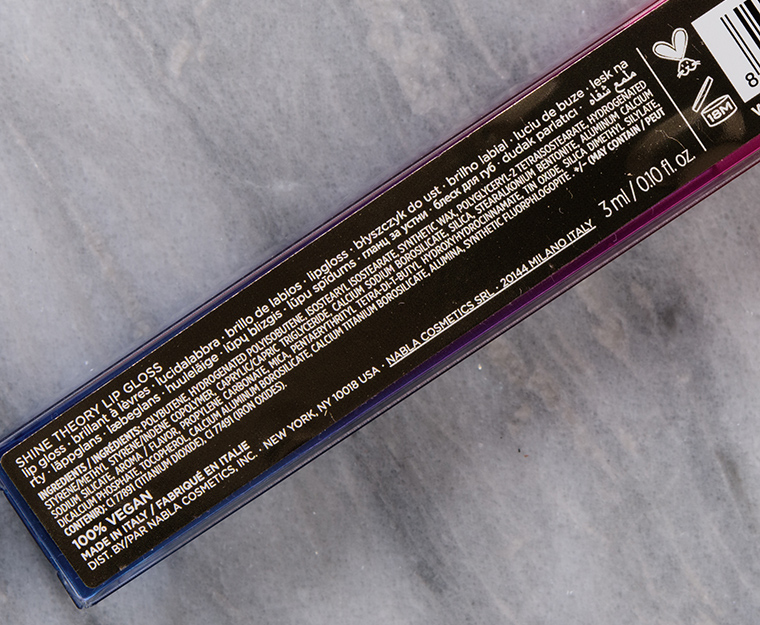 SHINE THEORY LIP GLOSS
lip gloss · brillant à lèvres · lucidalabbra · brillo de labios · lipgloss · błyszczyk do ust · brilho labial · luciu de buze · lesk na
rty · läppglans · læbeglans · huuleläige · lūpų blizgis · lūpu spīdums · гланц за устни · блеск для губ · dudak parlatıcı · ملمع شفاه
INGREDIENTS / INGRÉDIENTS: POLYBUTENE, HYDROGENATED POLYISOBUTENE, ISOSTEARYL ISOSTEARATE, SYNTHETIC WAX, POLYGLYCERYL-2 TETRAISOSTEARATE, HYDROGENATED
STYRENE/METHYL STYRENE/INDENE COPOLYMER, CAPRYLIC/CAPRIC TRIGLYCERIDE, CALCIUM SODIUM BOROSILICATE, SILICA, STEARALKONIUM BENTONITE, ALUMINUM CALCIUM
SODIUM SILICATE, AROMA / FLAVOR, PROPYLENE CARBONATE, MICA, PENTAERYTHRITYL TETRA-DI-T-BUTYL HYDROXYHYDROCINNAMATE, TIN OXIDE, SILICA DIMETHYL SILYLATE,
DICALCIUM PHOSPHATE, TOCOPHEROL, CALCIUM ALUMINUM BOROSILICATE, CALCIUM TITANIUM BOROSILICATE, ALUMINA, SYNTHETIC FLUORPHLOGOPITE. +/- (MAY CONTAIN / PEUT
CONTENIR): CI 77891 (TITANIUM DIOXIDE), CI 77491 (IRON OXIDES).
100% VEGAN
MADE IN ITALY / FABRIQUÉ EN ITALIE
DIST. BY/PAR NABLA COSMETICS, INC. · NEW YORK, NY 10018 USA · NABLA COSMETICS SRL · 20144 MILANO ITALY
3 ml / 0.10 fl. oz.
18M
8